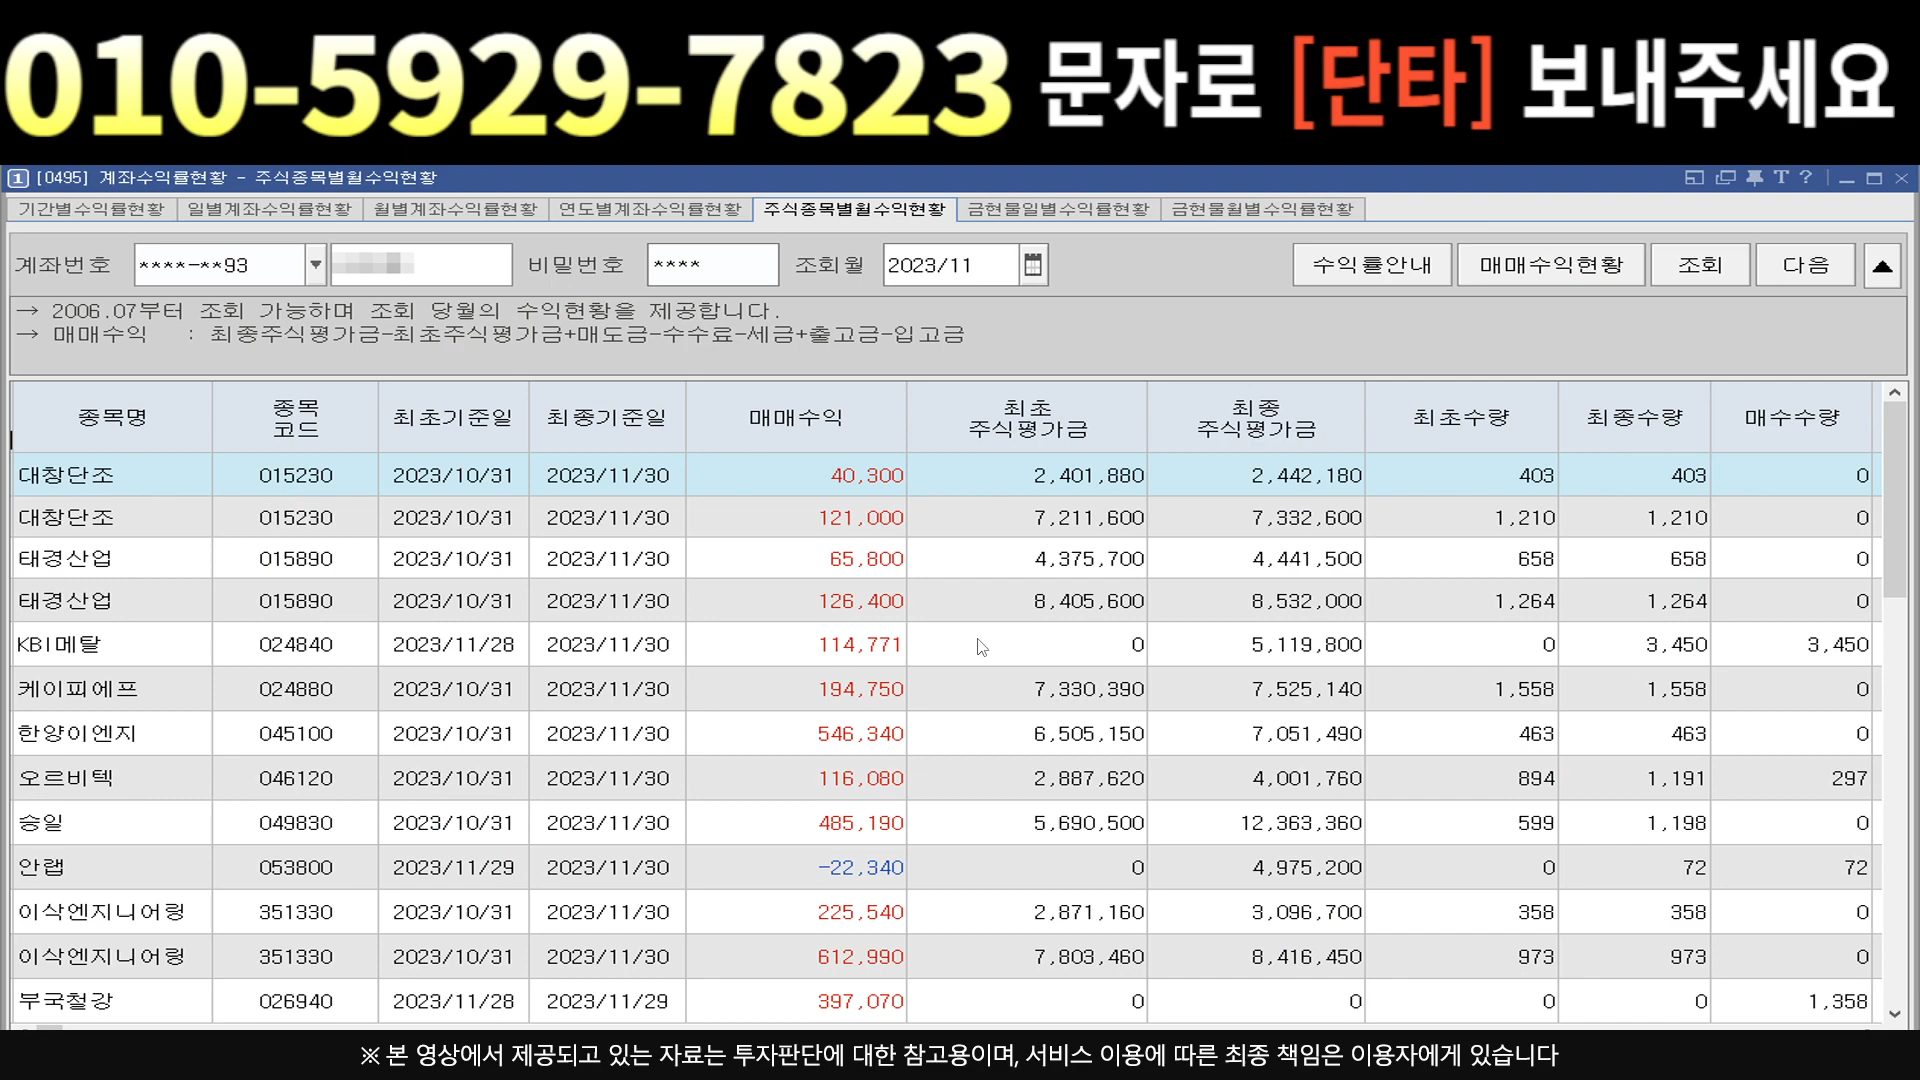 010-5929-7823 문자로 [단타] 보내주세요
1 [0495] 계좌수익률현황 - 주식종목별월수익현황
기간별수익률현황 일별계좌수익률현황 월별계좌수익률현황 연도별계좌수익률현황 주식종목별월수익현황 금현물일별수익률현황 금현물월별수익률현황
계좌번호 ****-**93 비밀번호 **** 조회월 2023/11 수익률안내 매매수익현황 조회 다음
→ 2006.07부터 조회 가능하며 조회 당월의 수익현황을 제공합니다.
→ 매매수익 : 최종주식평가금-최초주식평가금+매도금-수수료-세금+출고금-입고금
종목명 종목코드 최초기준일 최종기준일 매매수익 최초주식평가금 최종주식평가금 최초수량 최종수량 매수수량
대창단조 015230 2023/10/31 2023/11/30 40,300 2,401,880 2,442,180 403 403 0
대창단조 015230 2023/10/31 2023/11/30 121,000 7,211,600 7,332,600 1,210 1,210 0
태경산업 015890 2023/10/31 2023/11/30 65,800 4,375,700 4,441,500 658 658 0
태경산업 015890 2023/10/31 2023/11/30 126,400 8,405,600 8,532,000 1,264 1,264 0
KBI메탈 024840 2023/11/28 2023/11/30 114,771 0 5,119,800 0 3,450 3,450
케이피에프 024880 2023/10/31 2023/11/30 194,750 7,330,390 7,525,140 1,558 1,558 0
한양이엔지 045100 2023/10/31 2023/11/30 546,340 6,505,150 7,051,490 463 463 0
오르비텍 046120 2023/10/31 2023/11/30 116,080 2,887,620 4,001,760 894 1,191 297
승일 049830 2023/10/31 2023/11/30 485,190 5,690,500 12,363,360 599 1,198 0
안랩 053800 2023/11/29 2023/11/30 -22,340 0 4,975,200 0 72 72
이삭엔지니어링 351330 2023/10/31 2023/11/30 225,540 2,871,160 3,096,700 358 358 0
이삭엔지니어링 351330 2023/10/31 2023/11/30 612,990 7,803,460 8,416,450 973 973 0
부국철강 026940 2023/11/28 2023/11/29 397,070 0 0 0 0 1,358
※ 본 영상에서 제공되고 있는 자료는 투자판단에 대한 참고용이며, 서비스 이용에 따른 최종 책임은 이용자에게 있습니다